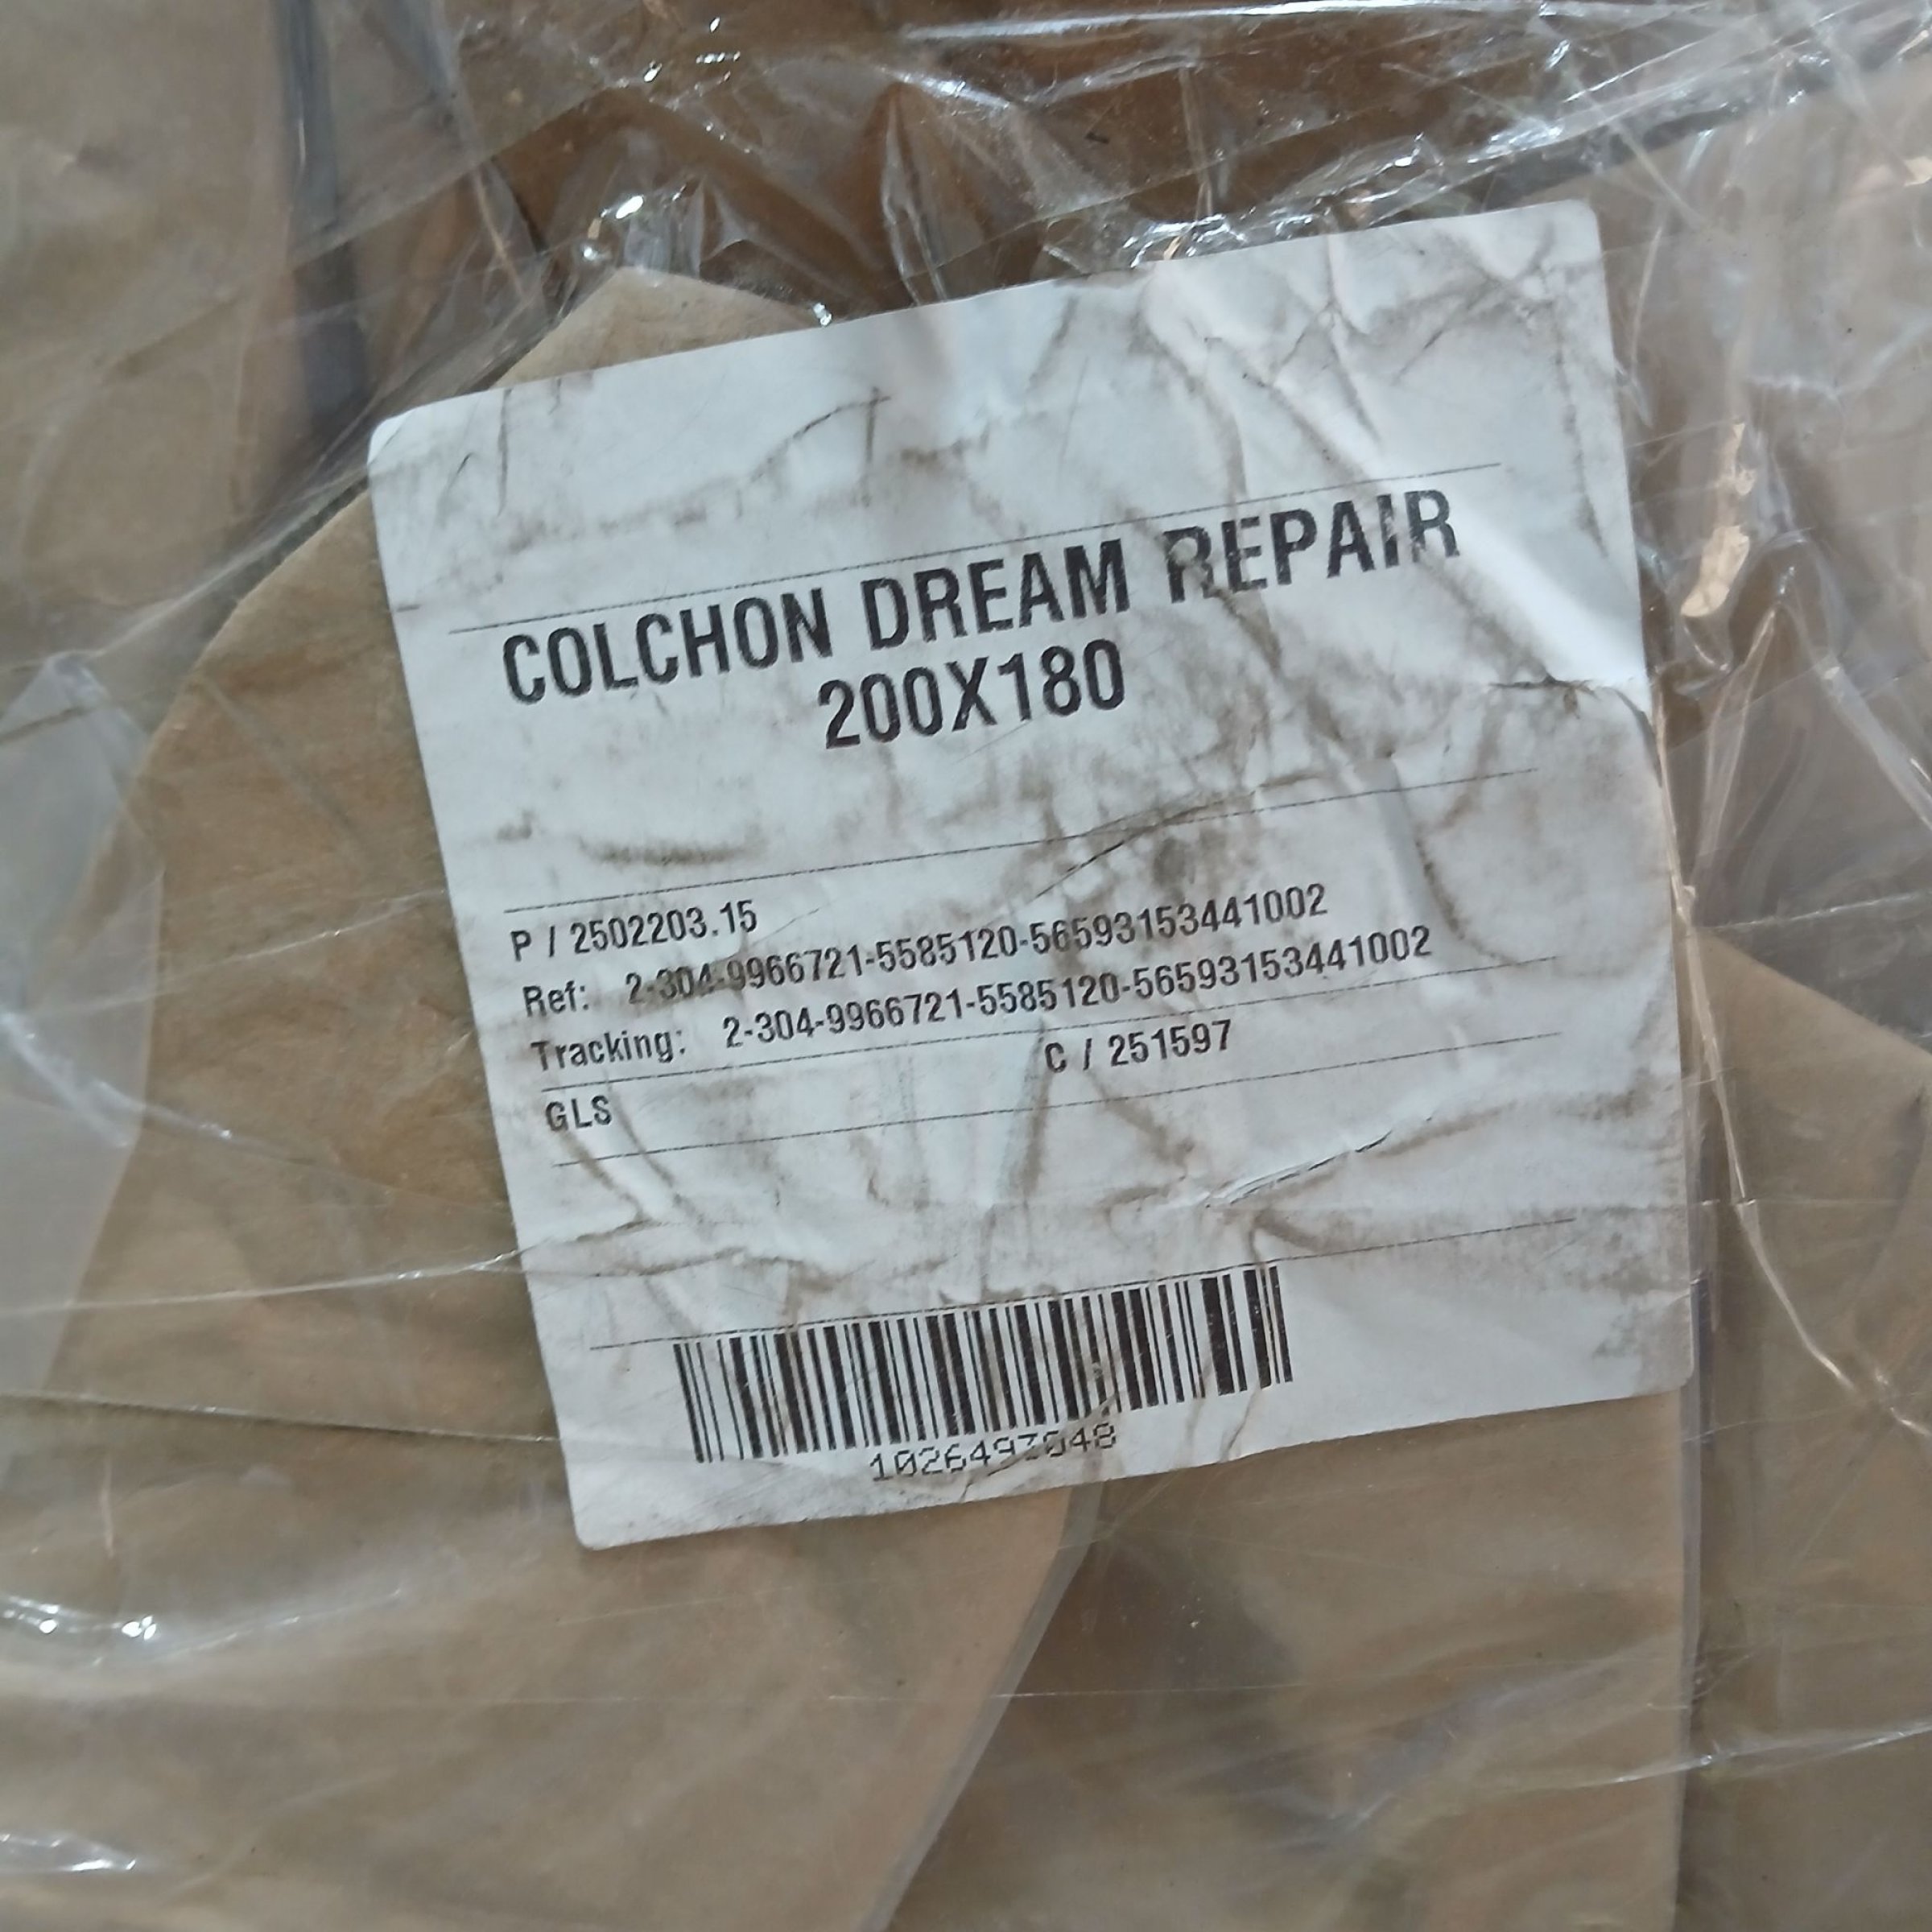 COLCHON DREAM REPAIR
200X180
P / 2502203.15
Ref: 2-304-9966721-5585120-56593153441002
Tracking: 2-304-9966721-5585120-56593153441002
C / 251597
GLS
1026493048